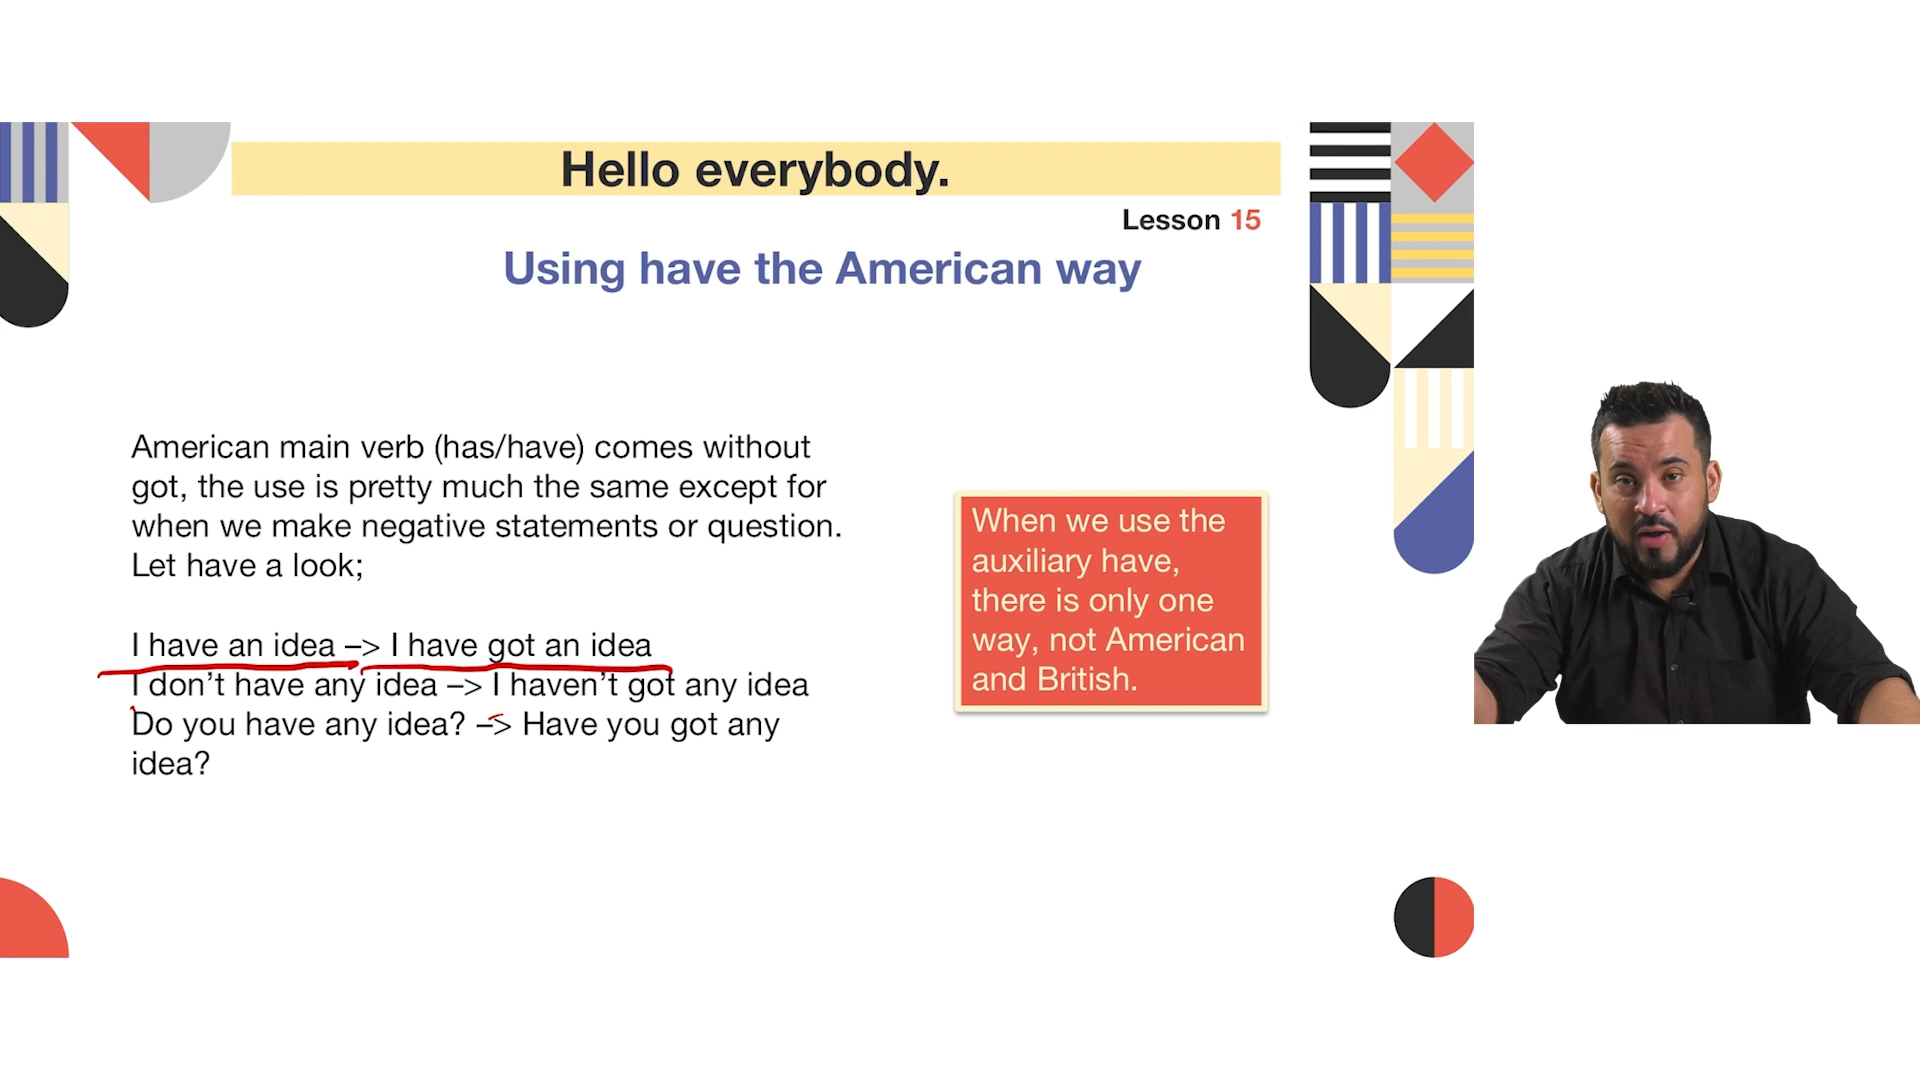 Hello everybody.
Lesson 15
Using have the American way
American main verb (has/have) comes without
got, the use is pretty much the same except for
when we make negative statements or question.
Let have a look;
I have an idea –> I have got an idea
I don’t have any idea –> I haven’t got any idea
Do you have any idea? –> Have you got any
idea?
When we use the
auxiliary have,
there is only one
way, not American
and British.